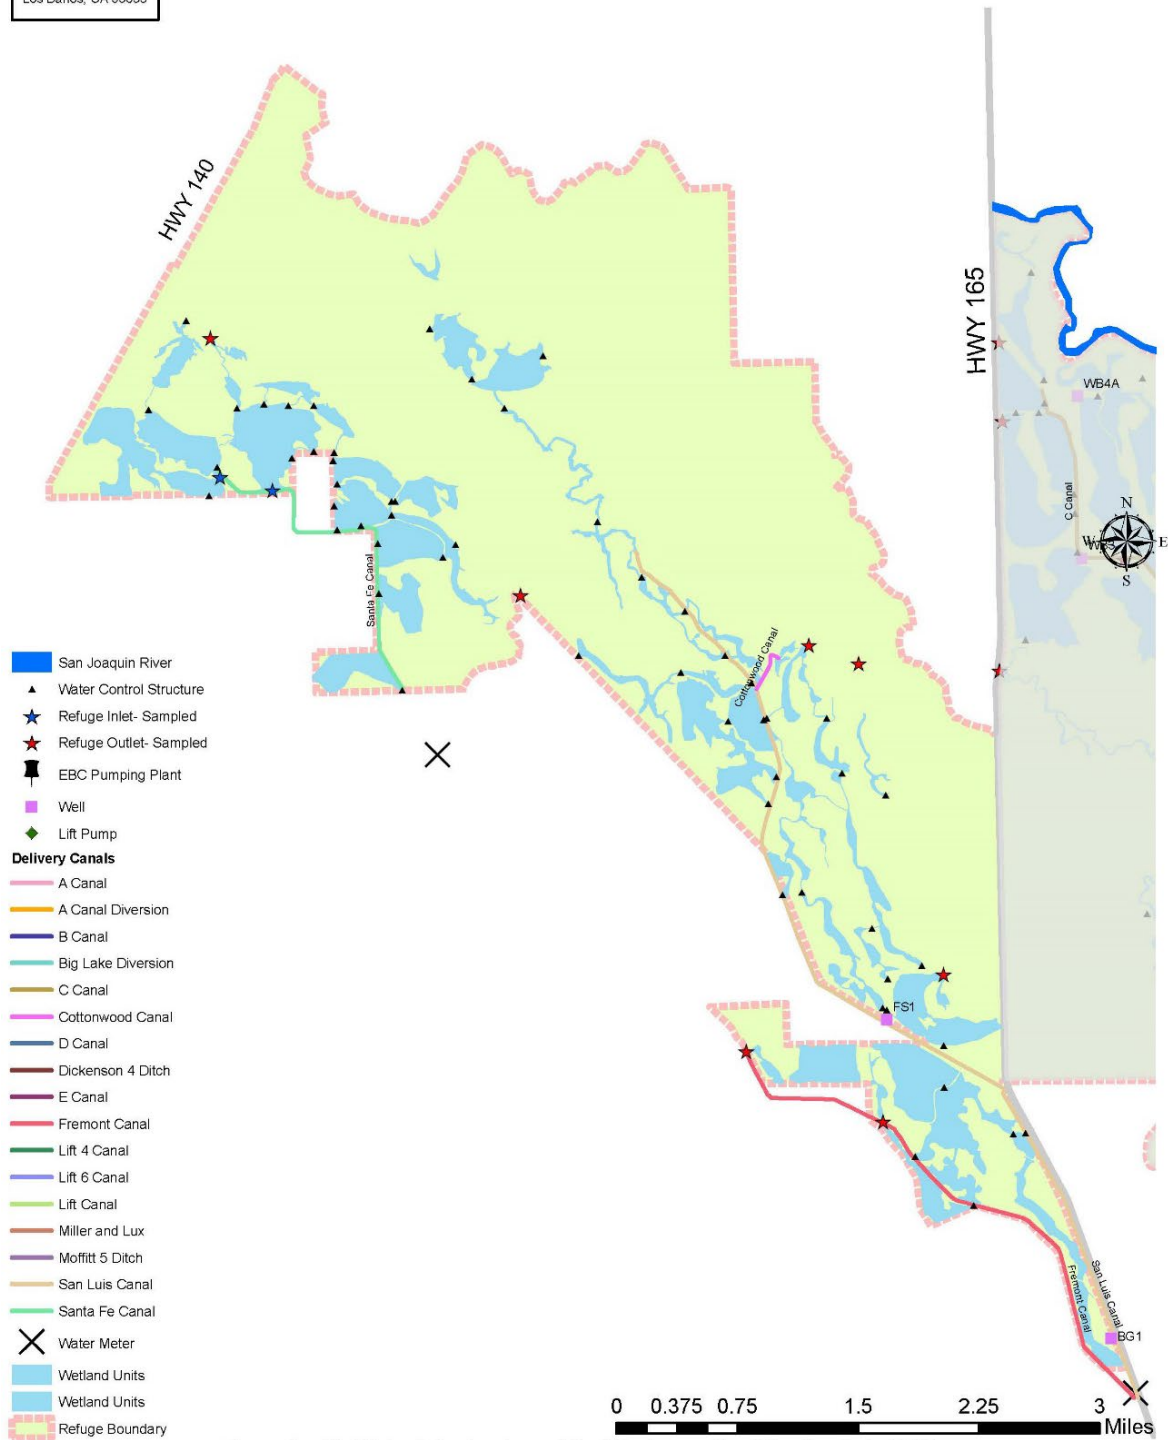 Los Banos, CA 93635
HWY 140
HWY 165
WB4A
C Canal
N
W
E
S
Santa Fe Canal
Cottonwood Canal
San Joaquin River
Water Control Structure
Refuge Inlet- Sampled
Refuge Outlet- Sampled
EBC Pumping Plant
Well
Lift Pump
Delivery Canals
A Canal
A Canal Diversion
B Canal
Big Lake Diversion
C Canal
Cottonwood Canal
D Canal
Dickenson 4 Ditch
E Canal
Fremont Canal
Lift 4 Canal
Lift 6 Canal
Lift Canal
Miller and Lux
Moffitt 5 Ditch
San Luis Canal
Santa Fe Canal
Water Meter
Wetland Units
Wetland Units
Refuge Boundary
FS1
Fremont Canal
San Luis Canal
BG1
0 0.375 0.75 1.5 2.25 3
Miles